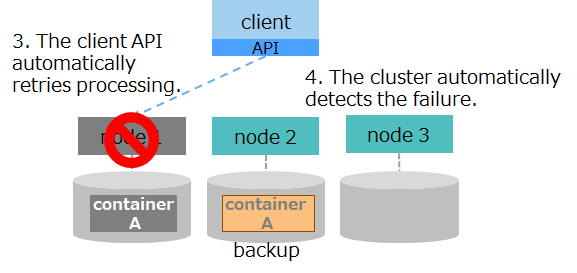 client
API
3. The client API
automatically
retries processing.
4. The cluster automatically
detects the failure.
node 1
node 2
node 3
container
A
container
A
backup